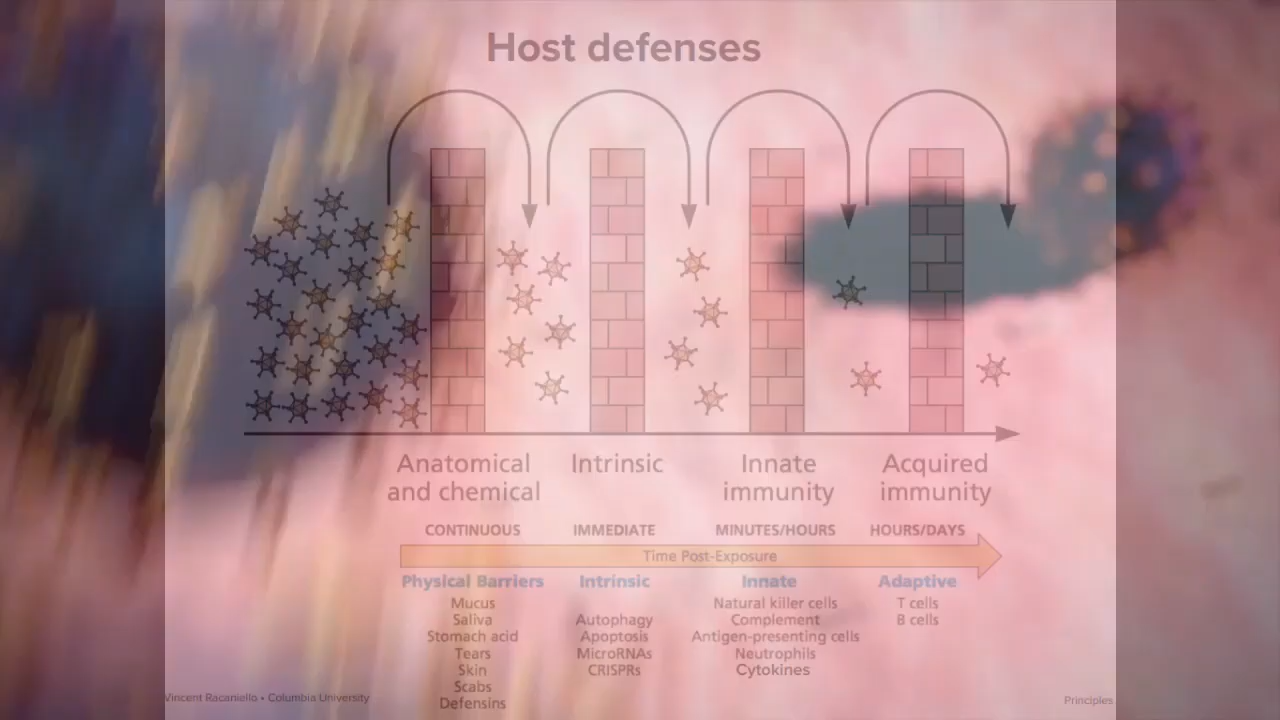 Host defenses
Anatomical
and chemical
Intrinsic
Innate
immunity
Acquired
immunity
CONTINUOUS
IMMEDIATE
MINUTES/HOURS
HOURS/DAYS
Time Post-Exposure
Physical Barriers
Mucus
Saliva
Stomach acid
Tears
Skin
Scabs
Defensins
Intrinsic
Autophagy
Apoptosis
MicroRNAs
CRISPRs
Innate
Natural killer cells
Complement
Antigen-presenting cells
Neutrophils
Cytokines
Adaptive
T cells
B cells
Vincent Racaniello • Columbia University
Principles